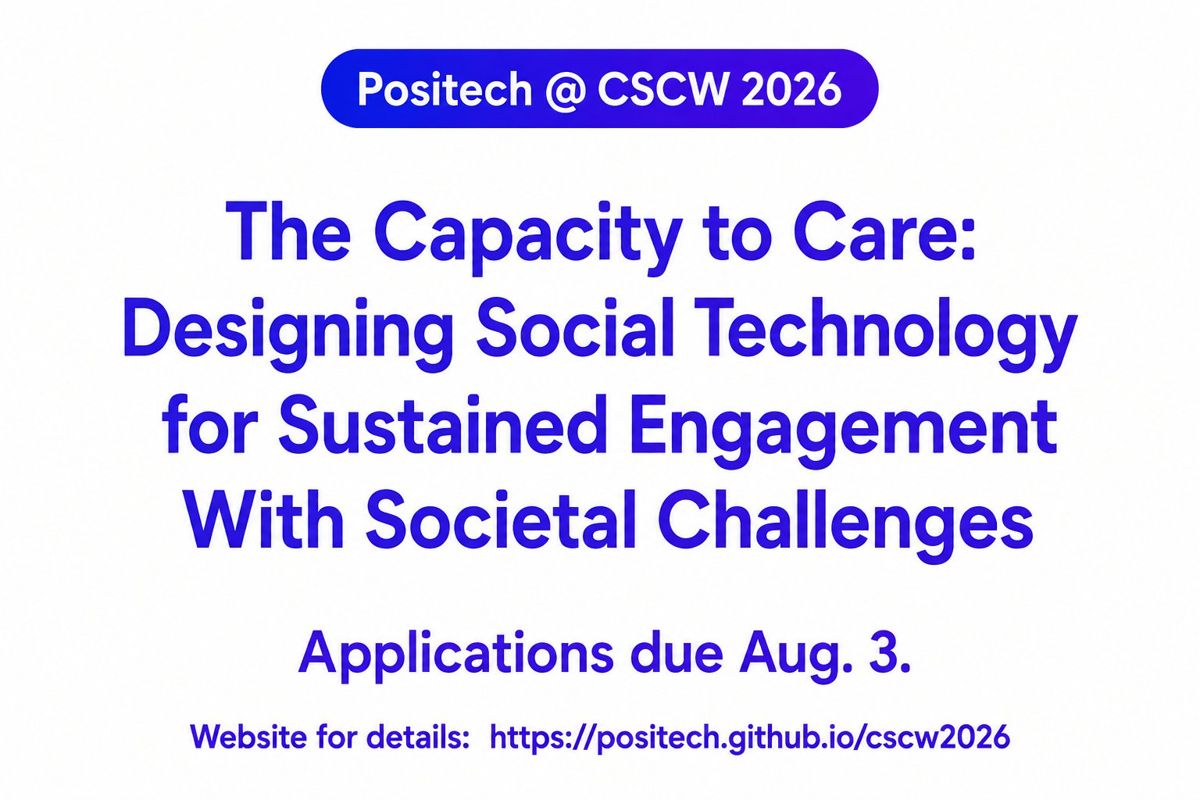 Positech @ CSCW 2026
The Capacity to Care:
Designing Social Technology
for Sustained Engagement
With Societal Challenges
Applications due Aug. 3.
Website for details: https://positech.github.io/cscw2026